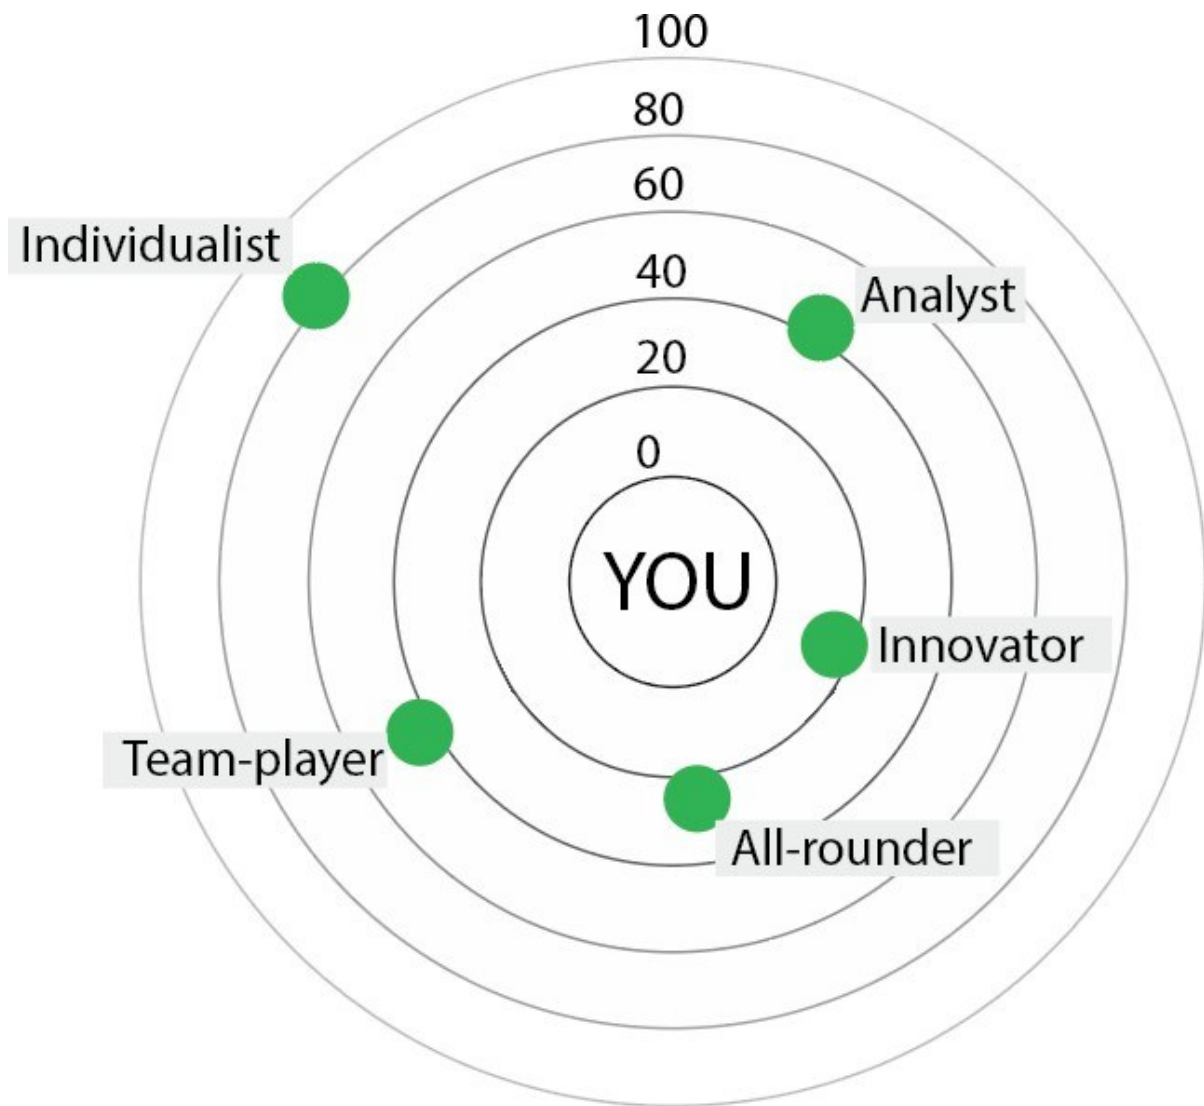 100
80
60
Individualist
40
Analyst
20
0
YOU
Innovator
Team-player
All-rounder